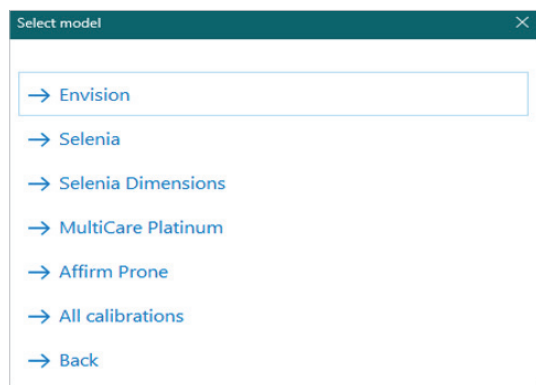 Select model
Envision
Selenia
Selenia Dimensions
MultiCare Platinum
Affirm Prone
All calibrations
Back